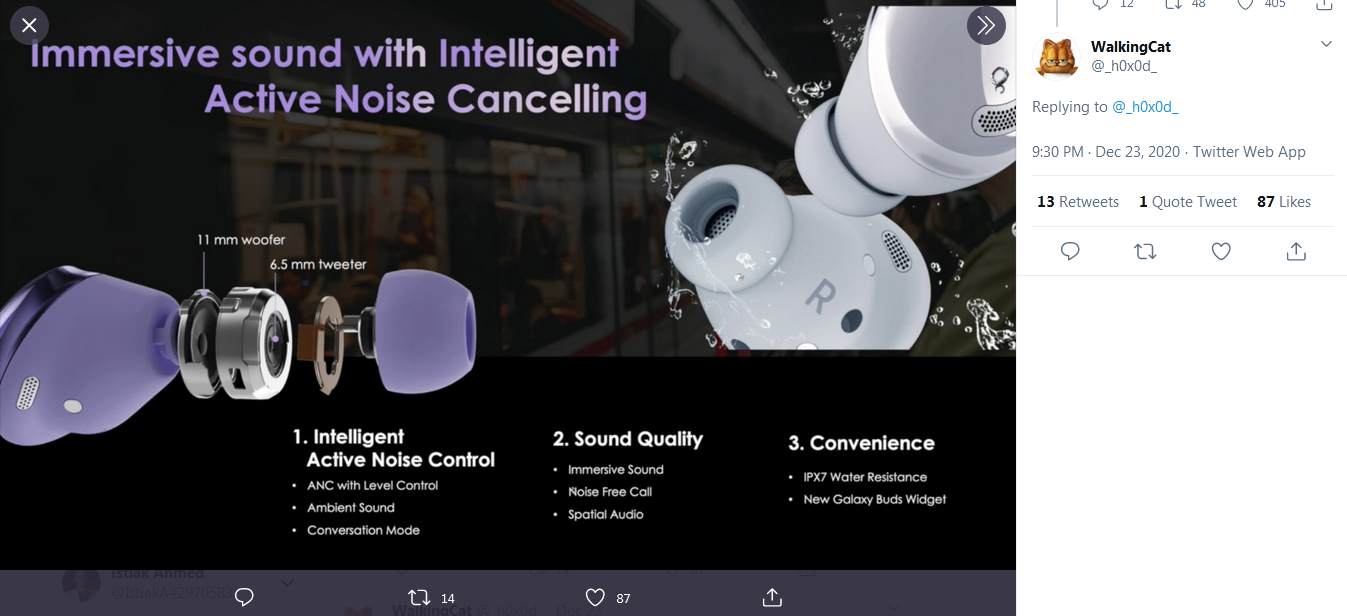 Immersive sound with Intelligent
Active Noise Cancelling
11 mm woofer
6.5 mm tweeter
R
1. Intelligent
Active Noise Control
• ANC with Level Control
• Ambient Sound
• Conversation Mode
2. Sound Quality
• Immersive Sound
• Noise Free Call
• Spatial Audio
3. Convenience
• IPX7 Water Resistance
• New Galaxy Buds Widget
Istiak Ahmed
@IstiakA42970583
14
87
WalkingCat @_h0x0d_ · Dec 23
12
48
405
WalkingCat
@_h0x0d_
Replying to @_h0x0d_
9:30 PM · Dec 23, 2020 · Twitter Web App
13 Retweets 1 Quote Tweet 87 Likes